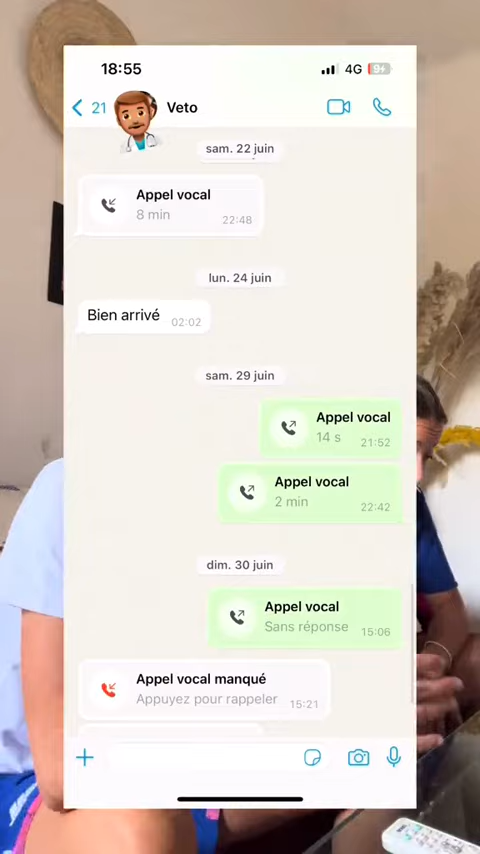 18:55
4G
9+
21
Veto
sam. 22 juin
Appel vocal
8 min
22:48
lun. 24 juin
Bien arrivé
02:02
sam. 29 juin
Appel vocal
14 s
21:52
Appel vocal
2 min
22:42
dim. 30 juin
Appel vocal
Sans réponse
15:06
Appel vocal manqué
Appuyez pour rappeler
15:21